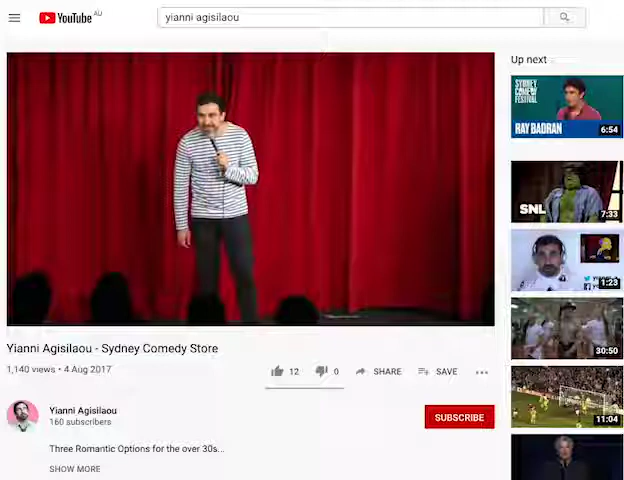 YouTube AU
yianni agisilaou
Up next
SYDNEY
COMEDY
FESTIVAL
RAY BADRAN
6:54
SNL
7:33
1:23
30:50
11:04
Yianni Agisilaou - Sydney Comedy Store
1,140 views • 4 Aug 2017
12
0
SHARE
SAVE
Yianni Agisilaou
160 subscribers
SUBSCRIBE
Three Romantic Options for the over 30s...
SHOW MORE